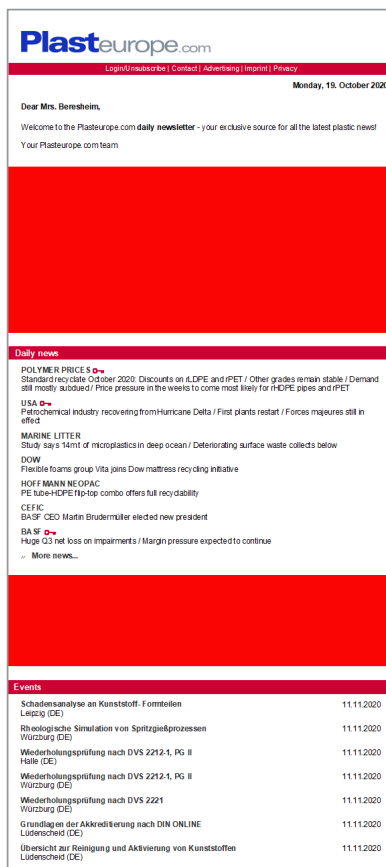 Plasteurope.com
Login/Unsubscribe | Contact | Advertising | Imprint | Privacy
Monday, 19. October 2020
Dear Mrs. Beresheim,
Welcome to the Plasteurope.com daily newsletter - your exclusive source for all the latest plastic news!
Your Plasteurope.com team
Daily news
POLYMER PRICES
Standard recyclate October 2020: Discounts on rLDPE and rPET / Other grades remain stable / Demand
still mostly subdued / Price pressure in the weeks to come most likely for rHDPE pipes and rPET
USA
Petrochemical industry recovering from Hurricane Delta / First plants restart / Forces majeures still in
effect
MARINE LITTER
Study says 14mt of microplastics in deep ocean / Deteriorating surface waste collects below
DOW
Flexible foams group Vita joins Dow mattress recycling initiative
HOFFMANN NEOPAC
PE tube-HDPE flip-top combo offers full recyclability
CEFIC
BASF CEO Martin Brudermüller elected new president
BASF
Huge Q3 net loss on impairments / Margin pressure expected to continue
» More news...
Events
Schadensanalyse an Kunststoff- Formteilen 11.11.2020
Leipzig (DE)
Rheologische Simulation von Spritzgießprozessen 11.11.2020
Würzburg (DE)
Wiederholungsprüfung nach DVS 2212-1, PG II 11.11.2020
Halle (DE)
Wiederholungsprüfung nach DVS 2212-1, PG II 11.11.2020
Würzburg (DE)
Wiederholungsprüfung nach DVS 2221 11.11.2020
Würzburg (DE)
Grundlagen der Akkreditierung nach DIN ONLINE 11.11.2020
Lüdenscheid (DE)
Übersicht zur Reinigung und Aktivierung von Kunststoffen 11.11.2020
Lüdenscheid (DE)